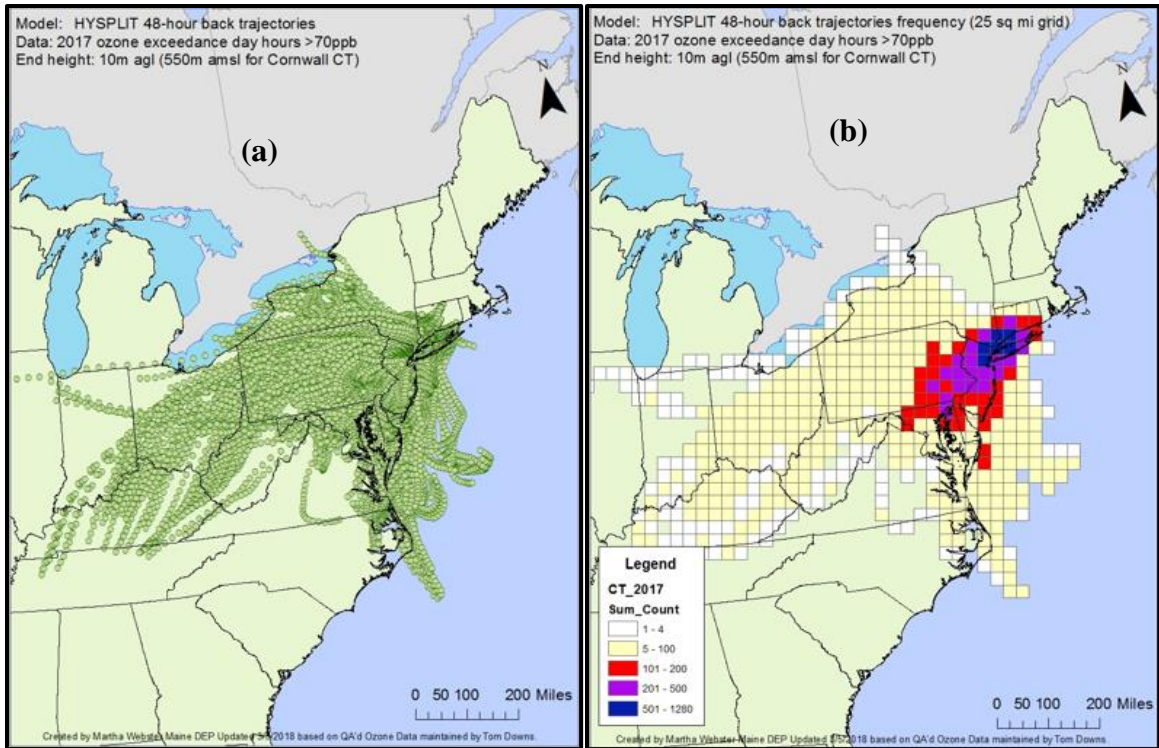 Model: HYSPLIT 48-hour back trajectories
Data: 2017 ozone exceedance day hours >70ppb
End height: 10m agl (550m amsl for Cornwall CT)
N
(a)
0 50 100 200 Miles
Created by Martha Webster Maine DEP Updated 3/5/2018 based on QA'd Ozone Data maintained by Tom Downs.
Model: HYSPLIT 48-hour back trajectories frequency (25 sq mi grid)
Data: 2017 ozone exceedance day hours >70ppb
End height: 10m agl (550m amsl for Cornwall CT)
N
(b)
Legend
CT_2017
Sum_Count
1 - 4
5 - 100
101 - 200
201 - 500
501 - 1280
0 50 100 200 Miles
Created by Martha Webster Maine DEP Updated 3/5/2018 based on QA'd Ozone Data maintained by Tom Downs.